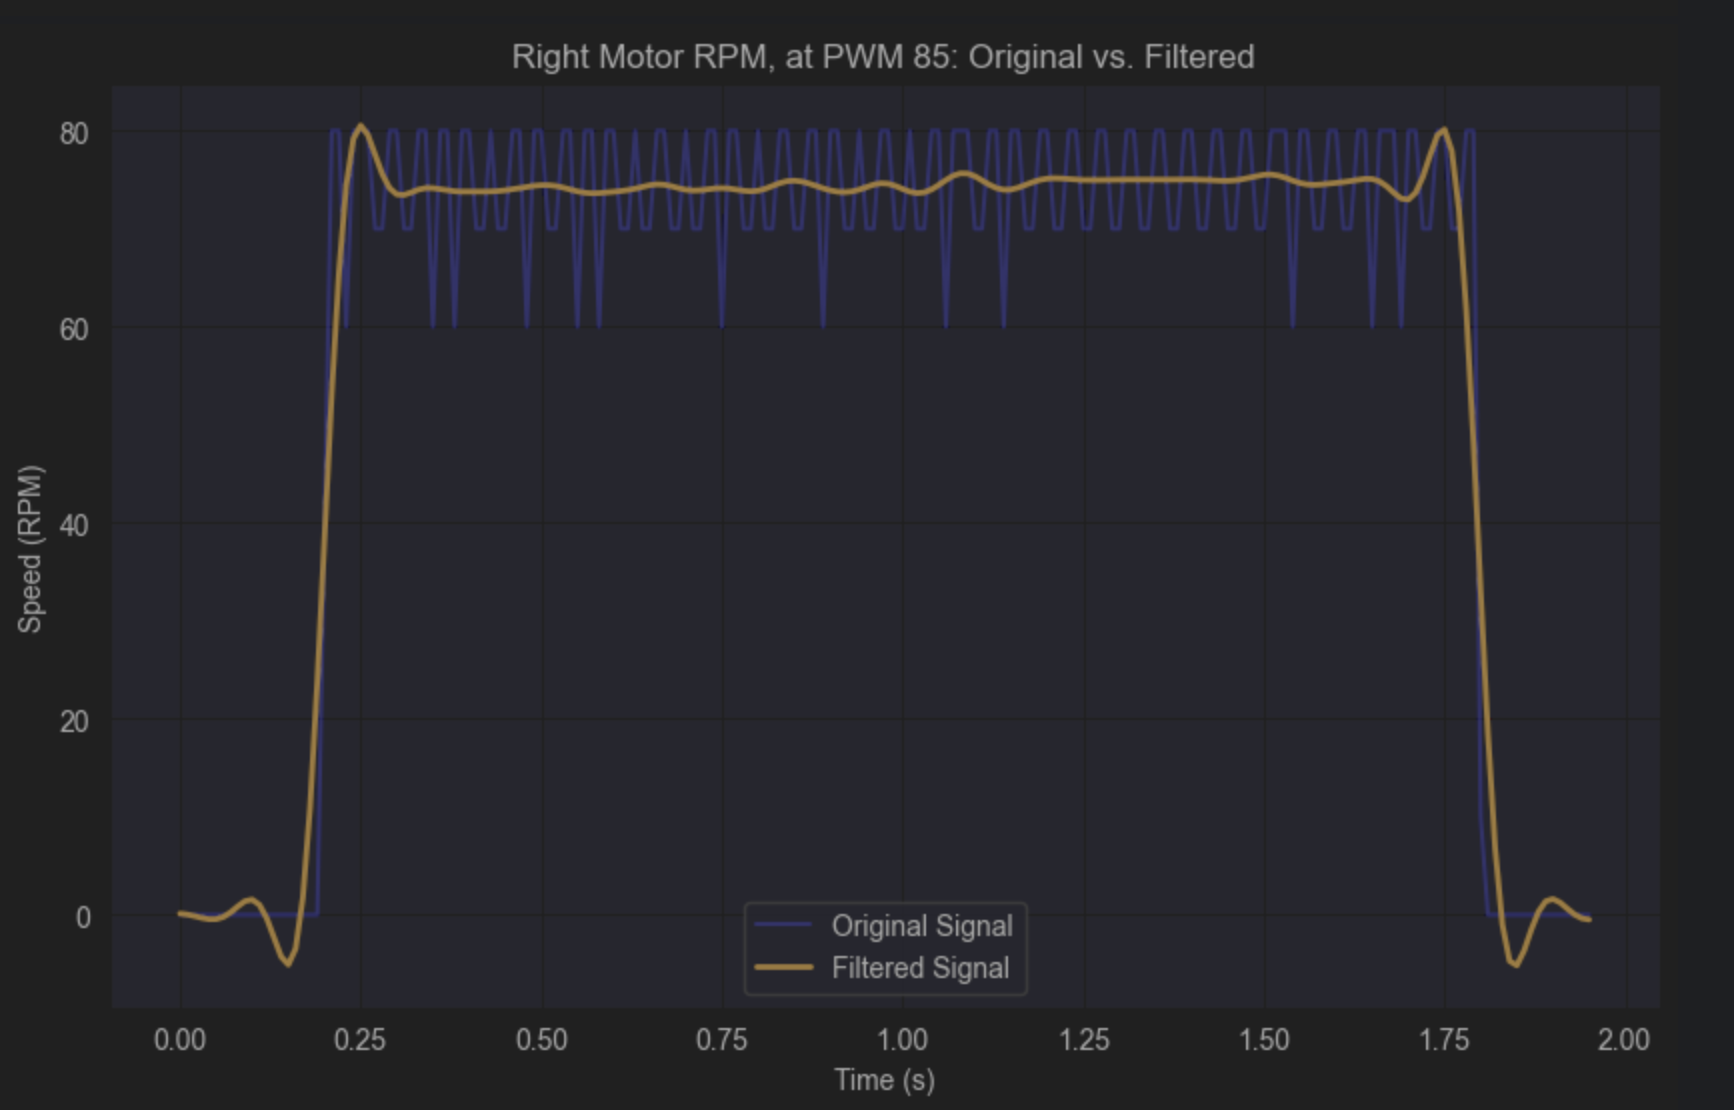 Right Motor RPM, at PWM 85: Original vs. Filtered
80
60
40
20
0
Speed (RPM)
Original Signal
Filtered Signal
0.00 0.25 0.50 0.75 1.00 1.25 1.50 1.75 2.00
Time (s)